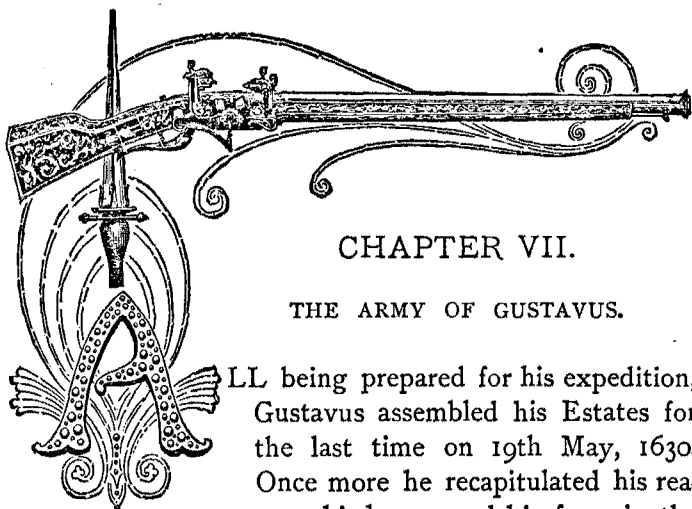 CHAPTER VII.
THE ARMY OF GUSTAVUS.
ALL being prepared for his expedition,
Gustavus assembled his Estates for
the last time on 19th May, 1630.
Once more he recapitulated his rea-